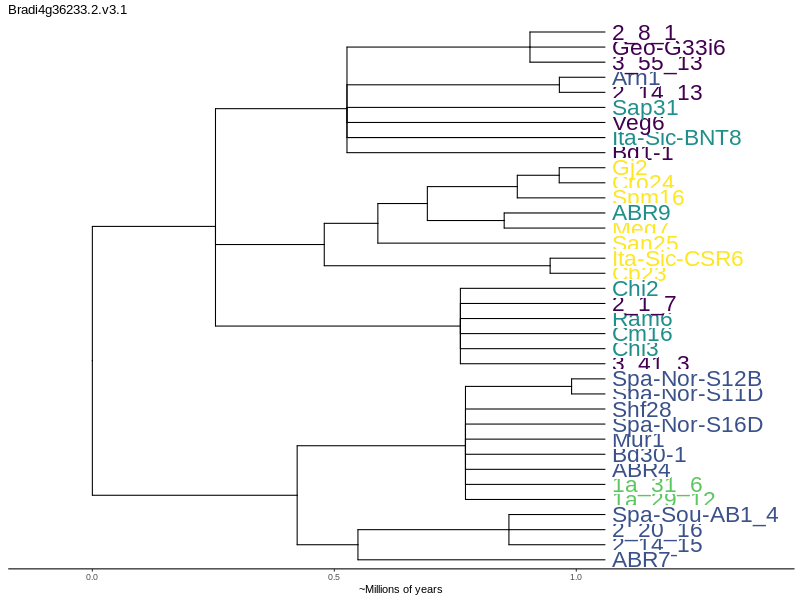 Bradi4g36233.2.v3.1
2_8_1
Geo-G33i6
3_55_13
Arn1
2_14_13
Sap31
Veg6
Ita-Sic-BNT8
Bd1-1
Gj2
Cro24
Spm16
ABR9
Meg7
San25
Ita-Sic-CSR6
Cb23
Chi2
2_1_7
Ram6
Cm16
Chi3
3_41_3
Spa-Nor-S12B
Spa-Nor-S11D
Shf28
Spa-Nor-S16D
Mur1
Bd30-1
ABR4
1a_31_6
1a_29_12
Spa-Sou-AB1_4
2_20_16
2_14_15
ABR7
0.0 0.5 1.0
~Millions of years